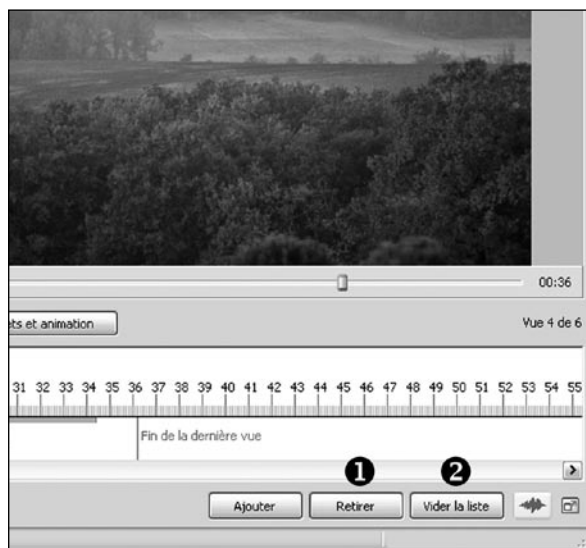 00:36
ets et animation
Vue 4 de 6
31 32 33 34 35 36 37 38 39 40 41 42 43 44 45 46 47 48 49 50 51 52 53 54 55
Fin de la dernière vue
❶ ❷
Ajouter Retirer Vider la liste